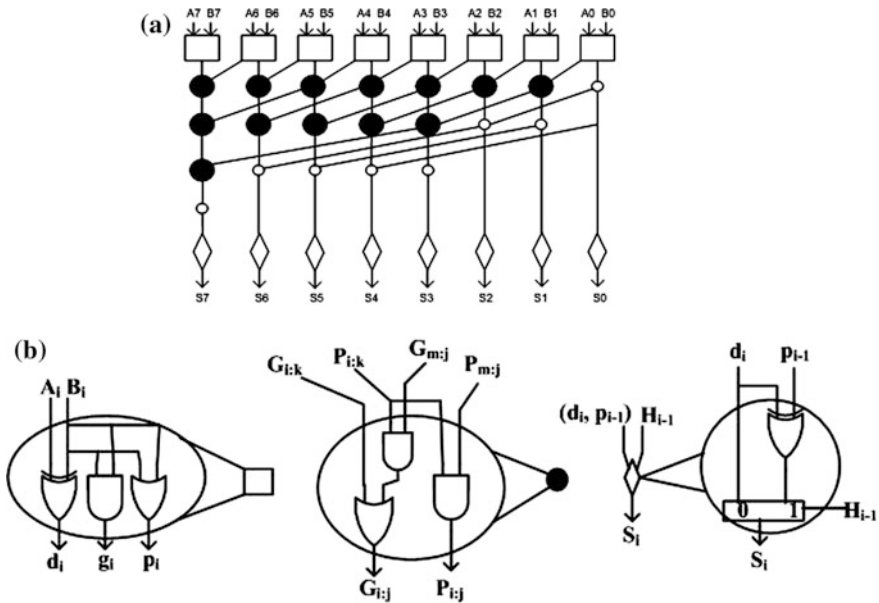 (a)
A7 B7 A6 B6 A5 B5 A4 B4 A3 B3 A2 B2 A1 B1 A0 B0
S7 S6 S5 S4 S3 S2 S1 S0
(b)
Ai Bi
di gi pi
Gi:k Pi:k Gm:j Pm:j
Gi:j Pi:j
(di, pi-1) Hi-1
Si
di pi-1
0 1 Hi-1
Si